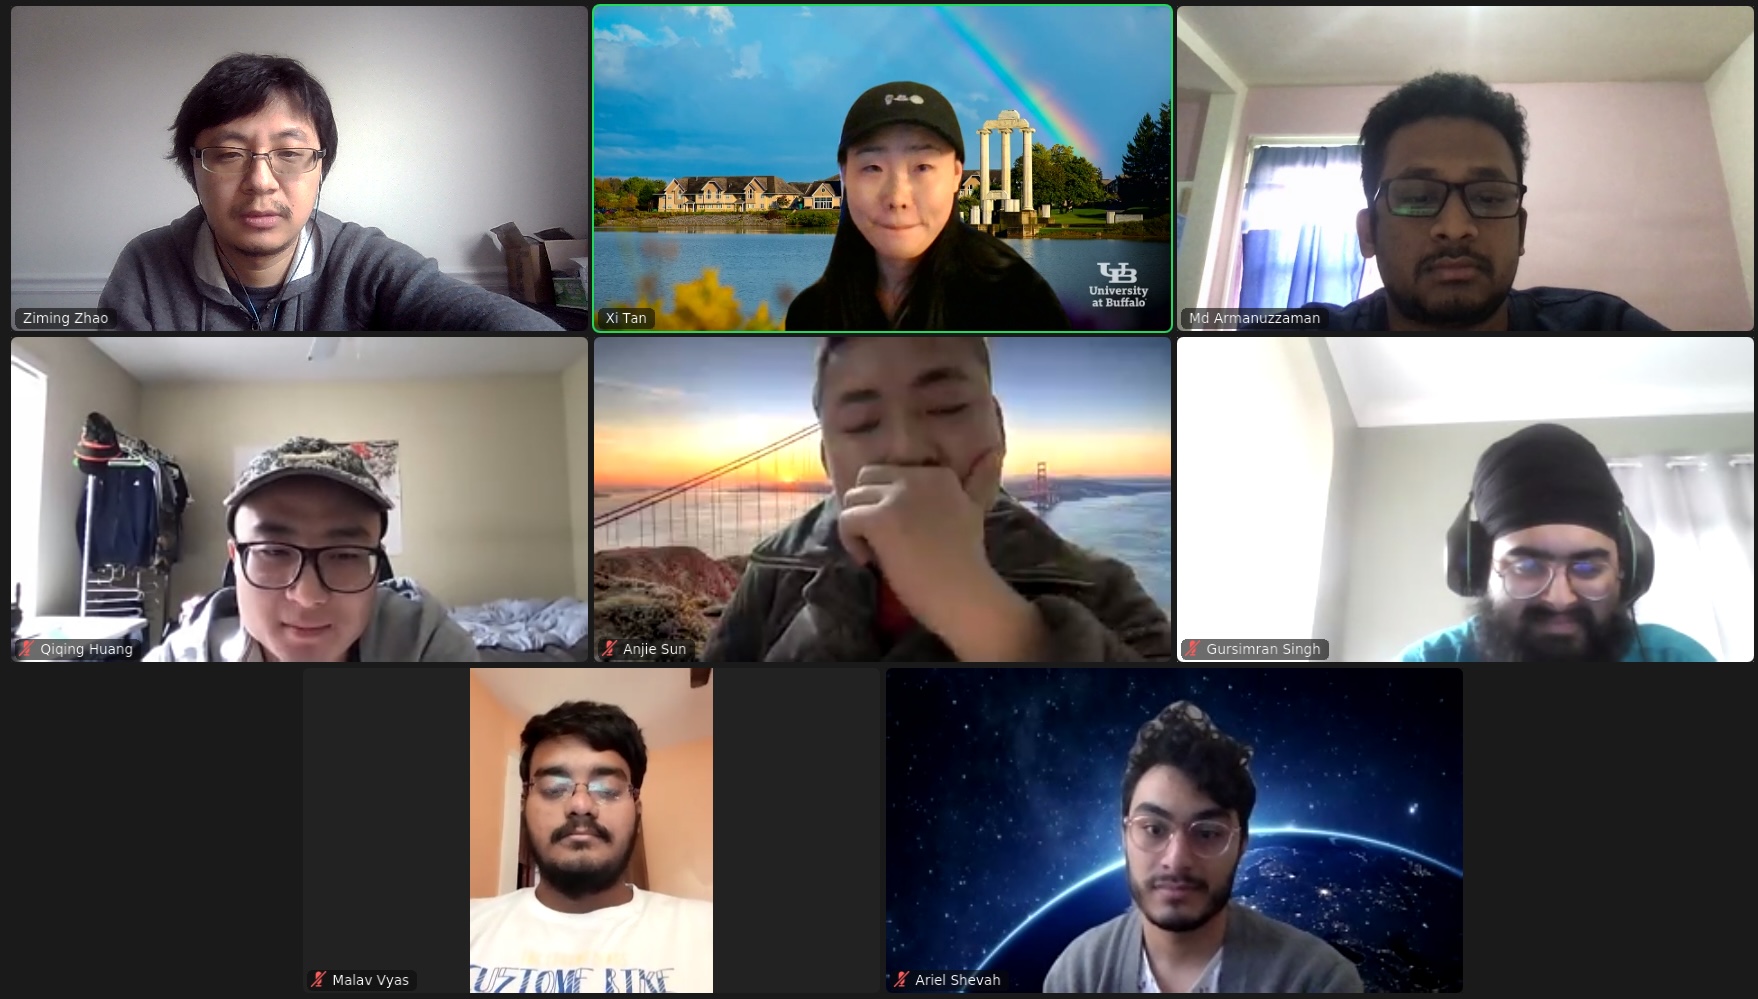 Ziming Zhao
Xi Tan
UB
University
at Buffalo
Md Armanuzzaman
Qiqing Huang
Anjie Sun
Gursimran Singh
Malav Vyas
Ariel Shevah